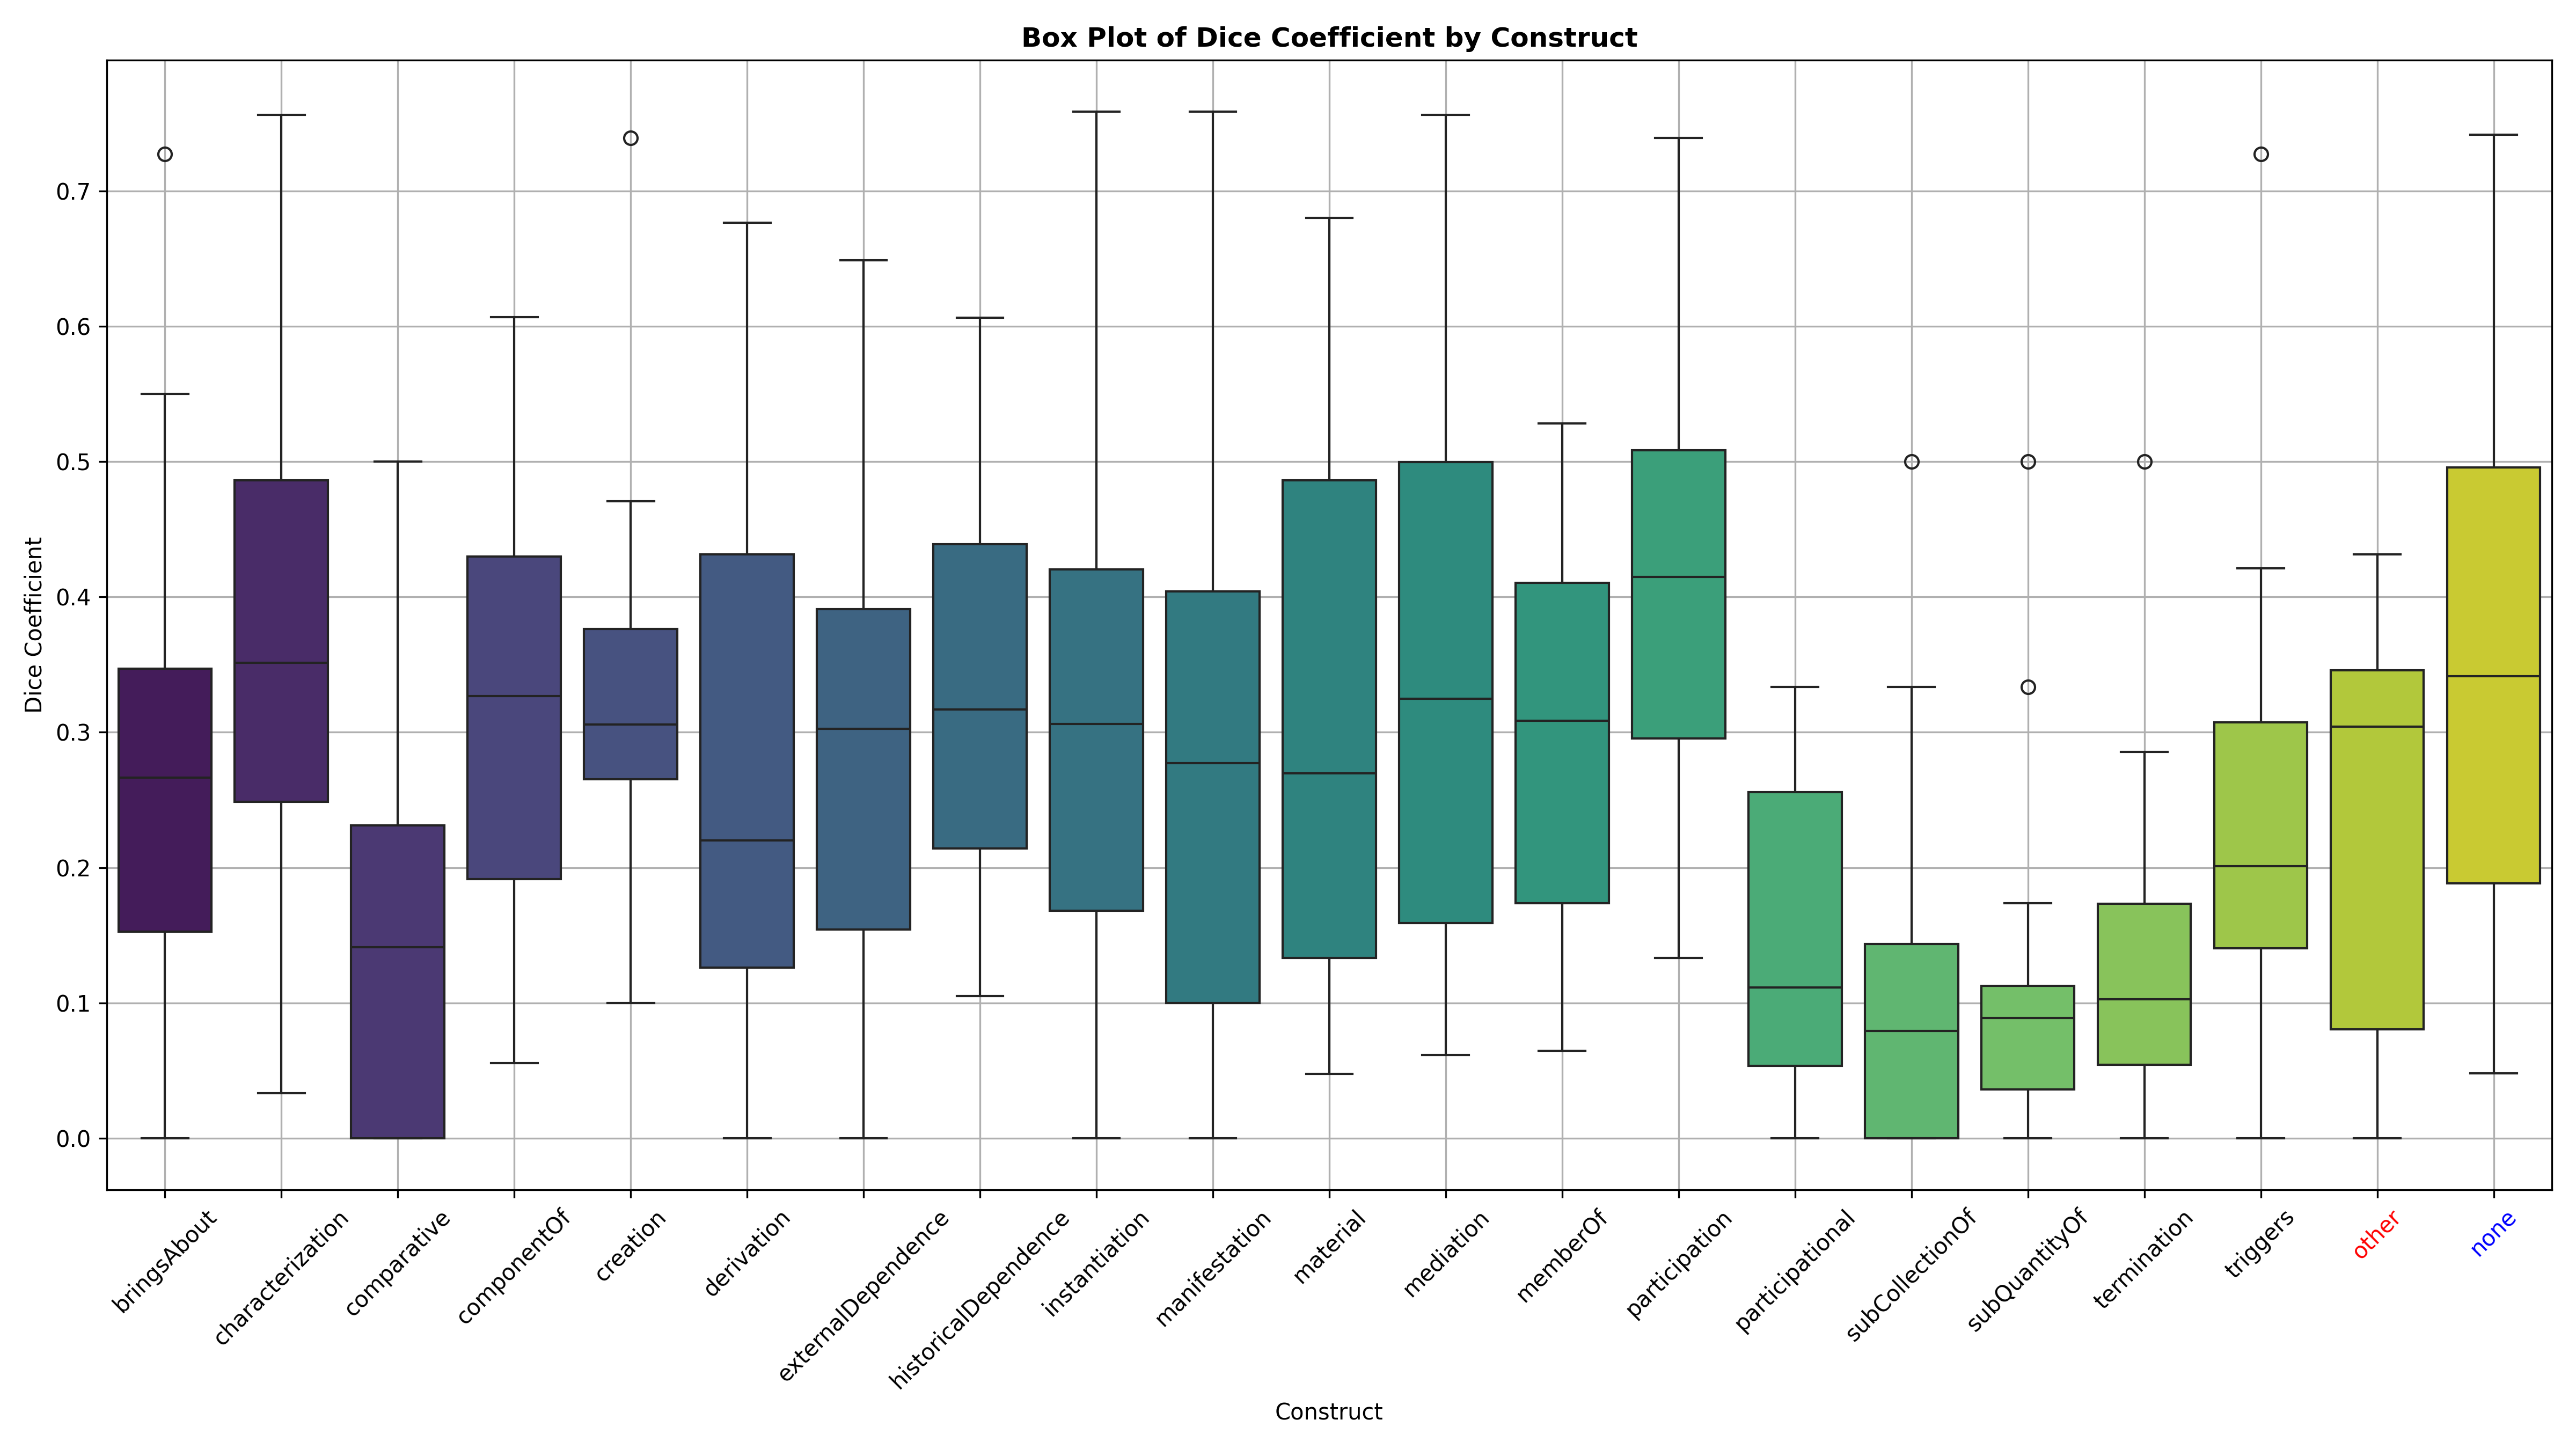 Box Plot of Dice Coefficient by Construct
Dice Coefficient
0.7
0.6
0.5
0.4
0.3
0.2
0.1
0.0
bringsAbout
characterization
comparative
componentOf
creation
derivation
externalDependence
historicalDependence
instantiation
manifestation
material
mediation
memberOf
participation
participational
subCollectionOf
subQuantityOf
termination
triggers
other
none
Construct